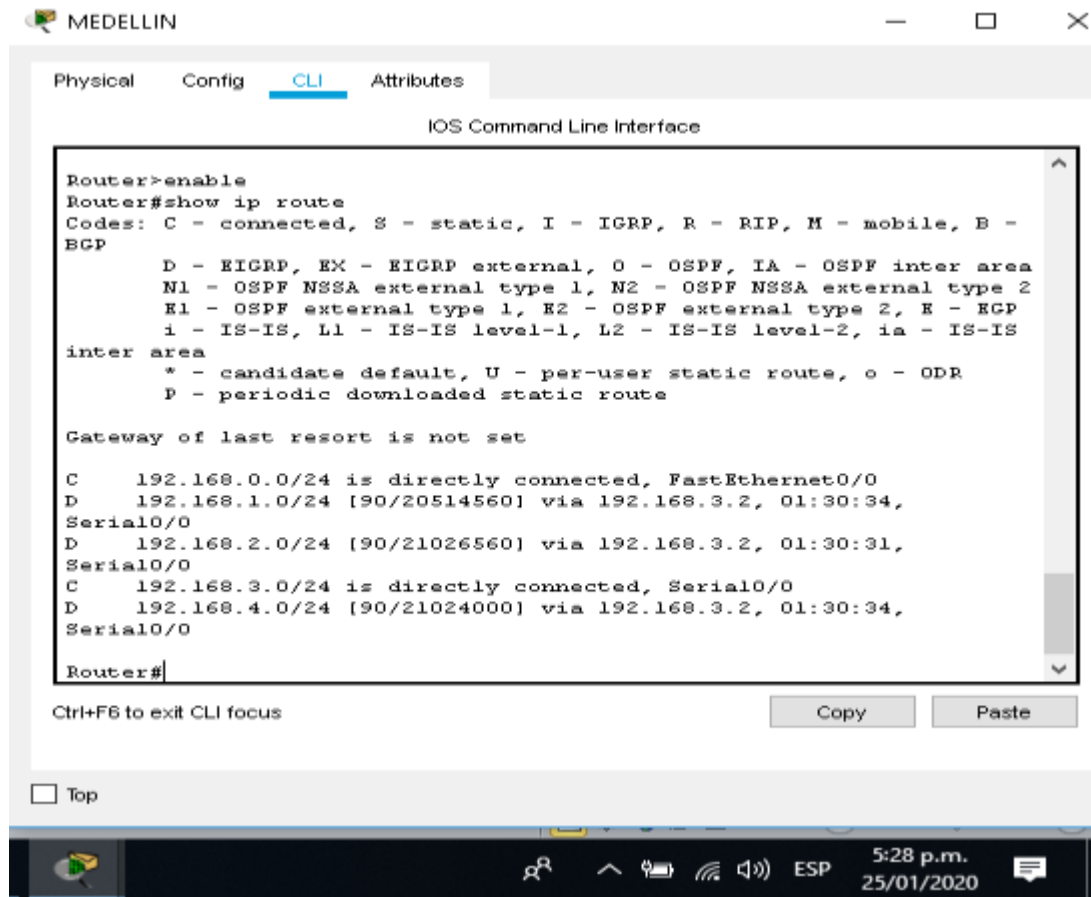 MEDELLIN
Physical Config CLI Attributes
IOS Command Line Interface
Router>enable
Router#show ip route
Codes: C - connected, S - static, I - IGRP, R - RIP, M - mobile, B -
BGP
D - EIGRP, EX - EIGRP external, O - OSPF, IA - OSPF inter area
N1 - OSPF NSSA external type 1, N2 - OSPF NSSA external type 2
E1 - OSPF external type 1, E2 - OSPF external type 2, E - EGP
i - IS-IS, L1 - IS-IS level-1, L2 - IS-IS level-2, ia - IS-IS
inter area
* - candidate default, U - per-user static route, o - ODR
P - periodic downloaded static route
Gateway of last resort is not set
C 192.168.0.0/24 is directly connected, FastEthernet0/0
D 192.168.1.0/24 [90/20514560] via 192.168.3.2, 01:30:34,
Serial0/0
D 192.168.2.0/24 [90/21026560] via 192.168.3.2, 01:30:31,
Serial0/0
C 192.168.3.0/24 is directly connected, Serial0/0
D 192.168.4.0/24 [90/21024000] via 192.168.3.2, 01:30:34,
Serial0/0
Router#
Ctrl+F6 to exit CLI focus
Copy Paste
Top
ESP
5:28 p.m.
25/01/2020